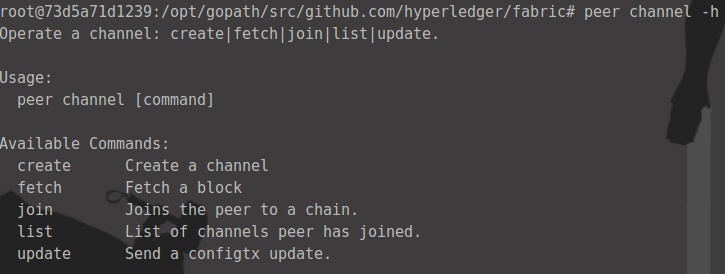 root@73d5a71d1239:/opt/gopath/src/github.com/hyperledger/fabric# peer channel -h
Operate a channel: create|fetch|join|list|update.

Usage:
  peer channel [command]

Available Commands:
  create      Create a channel
  fetch       Fetch a block
  join        Joins the peer to a chain.
  list        List of channels peer has joined.
  update      Send a configtx update.